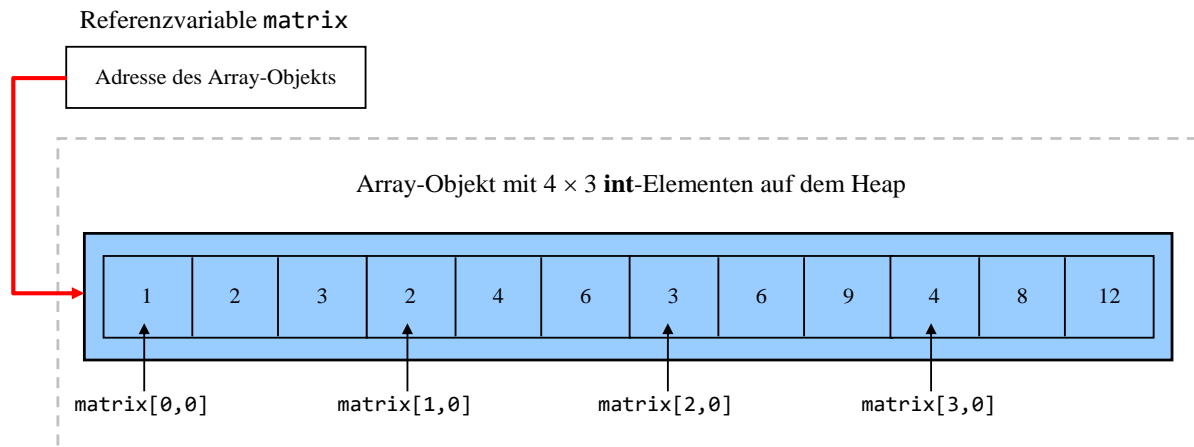 Referenzvariable matrix
Adresse des Array-Objekts
Array-Objekt mit 4 × 3 int-Elementen auf dem Heap
1 2 3 2 4 6 3 6 9 4 8 12
matrix[0,0] matrix[1,0] matrix[2,0] matrix[3,0]